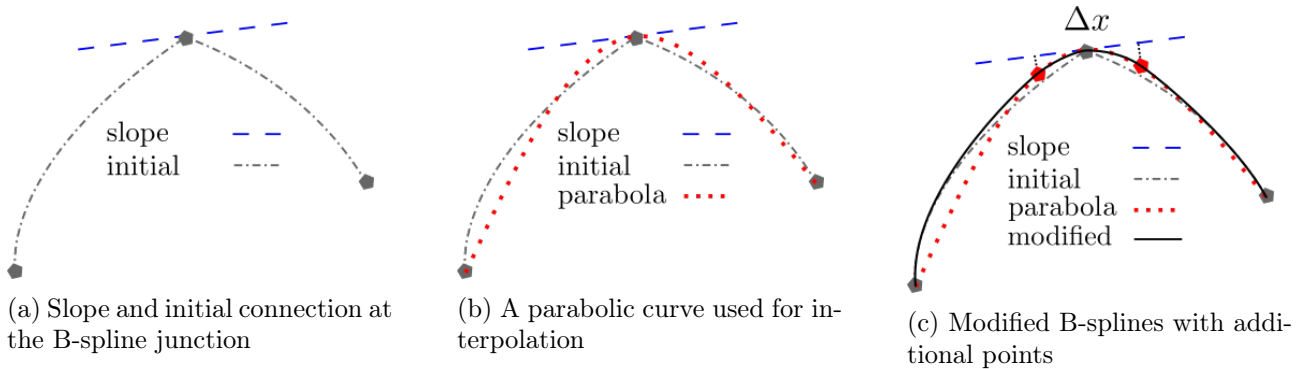 slope
initial
(a) Slope and initial connection at
the B-spline junction
slope
initial
parabola
(b) A parabolic curve used for in-
terpolation
Δx
slope
initial
parabola
modified
(c) Modified B-splines with addi-
tional points